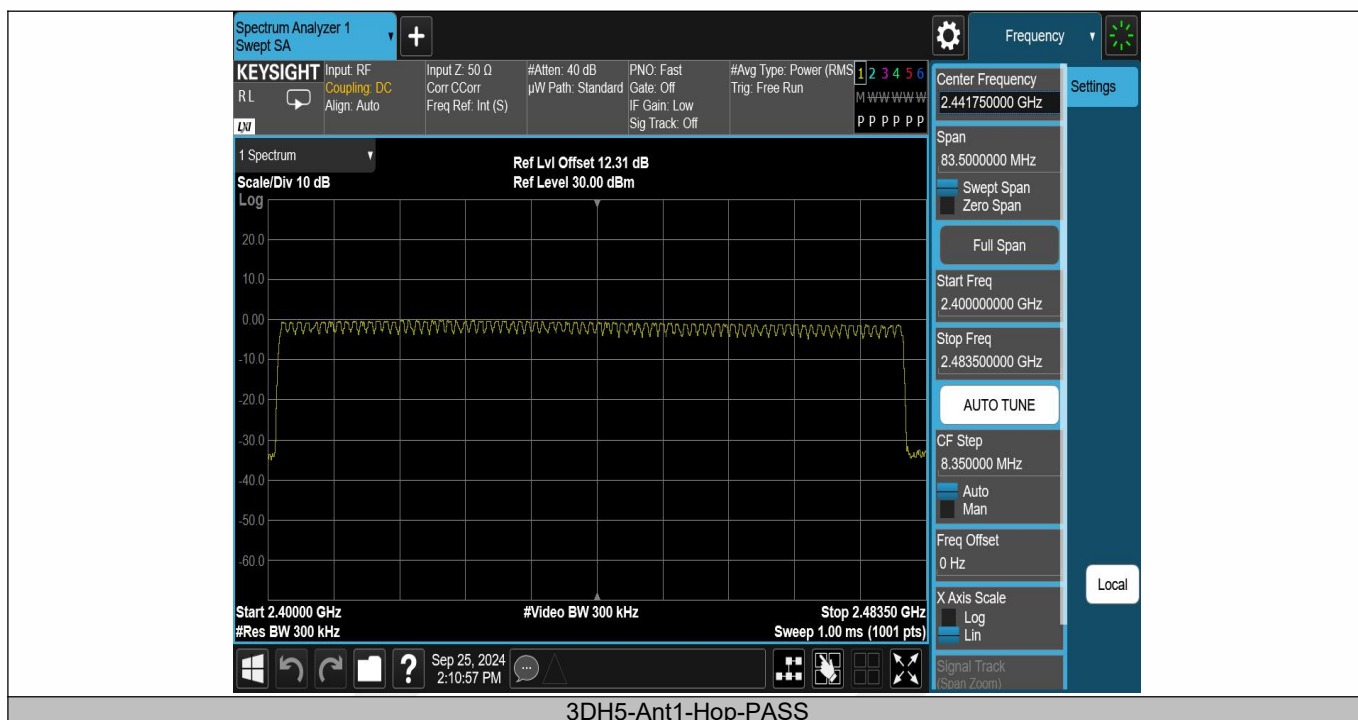 Spectrum Analyzer 1
Swept SA
Frequency
KEYSIGHT
R L
LXI
Input: RF
Coupling: DC
Align: Auto
Input Z: 50 Ω
Corr CCorr
Freq Ref: Int (S)
#Atten: 40 dB
µW Path: Standard
PNO: Fast
Gate: Off
IF Gain: Low
Sig Track: Off
#Avg Type: Power (RMS
Trig: Free Run
1 2 3 4 5 6
M W W W W W
P P P P P P
1 Spectrum
Scale/Div 10 dB
Log
Ref Lvl Offset 12.31 dB
Ref Level 30.00 dBm
20.0
10.0
0.00
-10.0
-20.0
-30.0
-40.0
-50.0
-60.0
Start 2.40000 GHz
#Res BW 300 kHz
#Video BW 300 kHz
Stop 2.48350 GHz
Sweep 1.00 ms (1001 pts)
Center Frequency
2.441750000 GHz
Settings
Span
83.5000000 MHz
Swept Span
Zero Span
Full Span
Start Freq
2.400000000 GHz
Stop Freq
2.483500000 GHz
AUTO TUNE
CF Step
8.350000 MHz
Auto
Man
Freq Offset
0 Hz
X Axis Scale
Log
Lin
Signal Track
(Span Zoom)
Local
?
Sep 25, 2024
2:10:57 PM
3DH5-Ant1-Hop-PASS